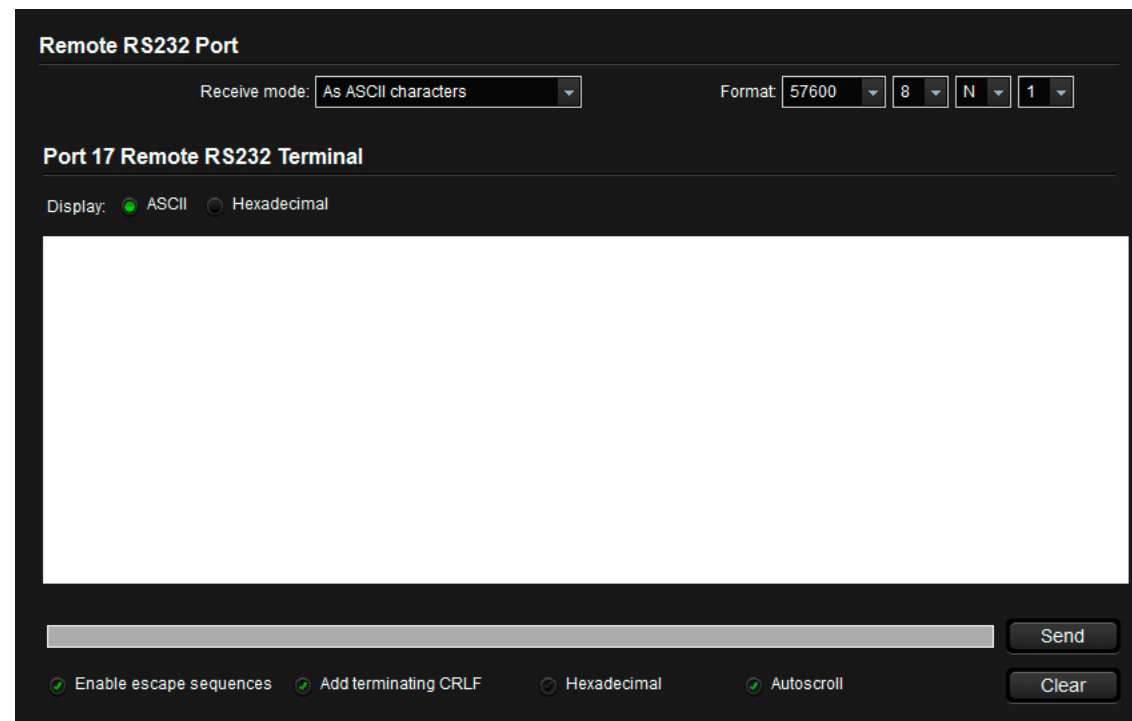 Remote RS232 Port
Receive mode: As ASCII characters Format: 57600 8 N 1
Port 17 Remote RS232 Terminal
Display: ASCII Hexadecimal
Send
Enable escape sequences Add terminating CRLF Hexadecimal Autoscroll Clear